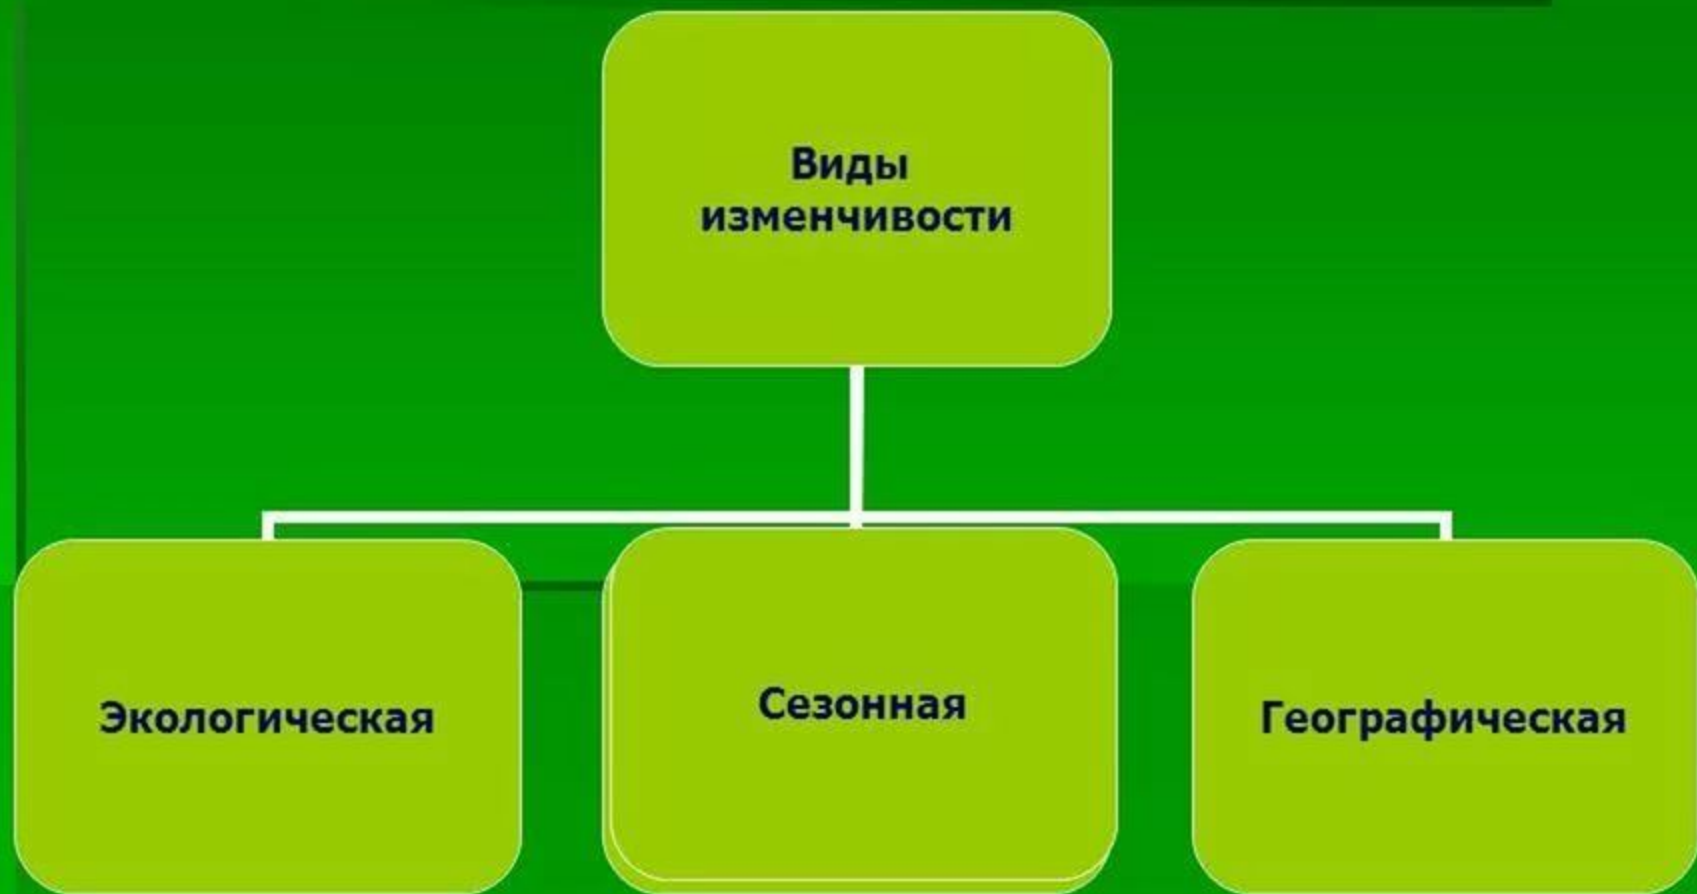 Виды
изменчивости
Экологическая
Сезонная
Географическая